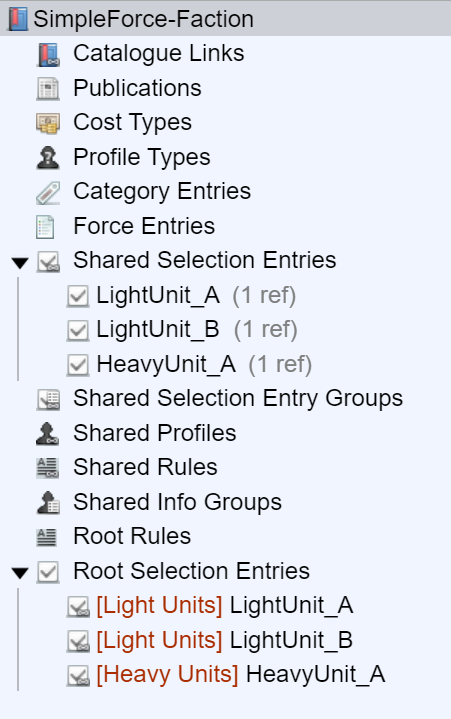 SimpleForce-Faction
Catalogue Links
Publications
Cost Types
Profile Types
Category Entries
Force Entries
Shared Selection Entries
LightUnit_A (1 ref)
LightUnit_B (1 ref)
HeavyUnit_A (1 ref)
Shared Selection Entry Groups
Shared Profiles
Shared Rules
Shared Info Groups
Root Rules
Root Selection Entries
[Light Units] LightUnit_A
[Light Units] LightUnit_B
[Heavy Units] HeavyUnit_A